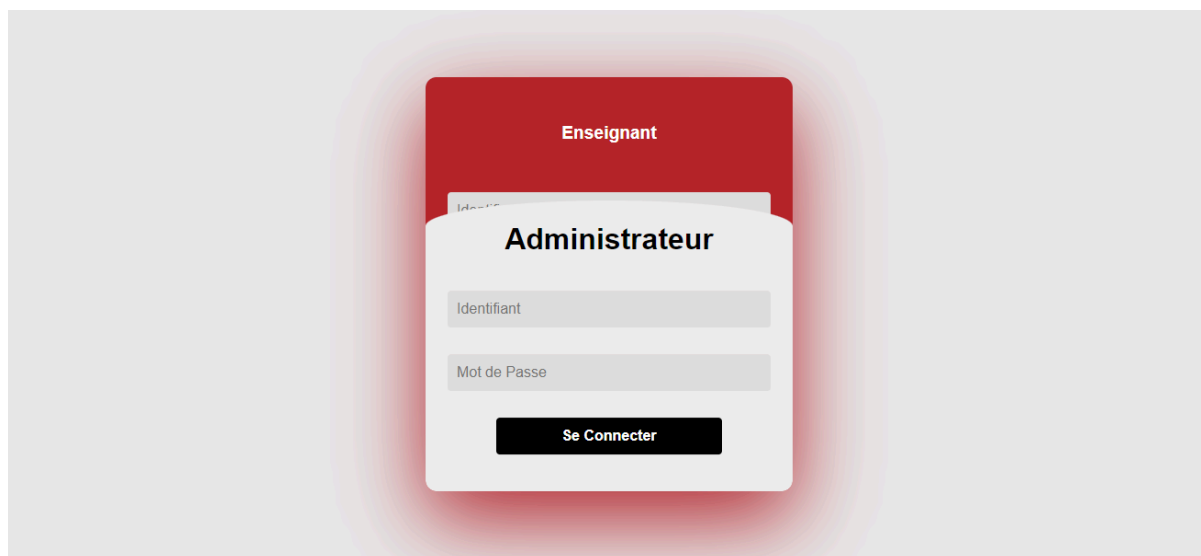 Enseignant
Administrateur
Identifiant
Mot de Passe
Se Connecter